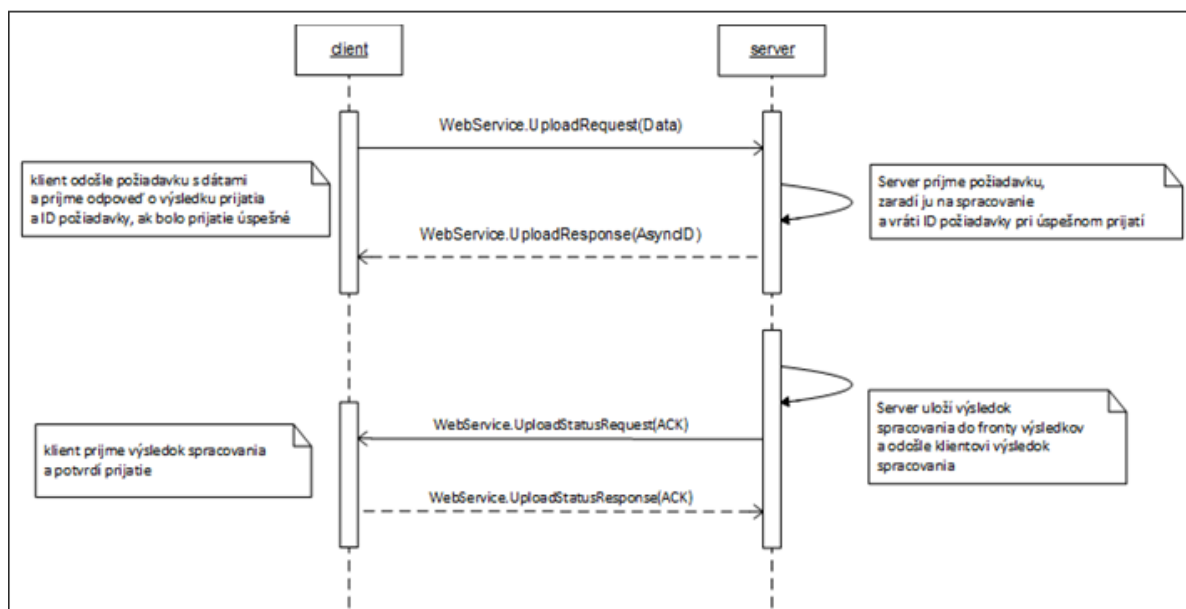 client
server
WebService.UploadRequest(Data)
klient odošle požiadavku s dátami
a príjme odpoveď o výsledku prijatia
a ID požiadavky, ak bolo prijatie úspešné
Server príjme požiadavku,
zaradí ju na spracovanie
a vráti ID požiadavky pri úspešnom prijatí
WebService.UploadResponse(AsyncID)
Server uloží výsledok
spracovania do fronty výsledkov
a odošle klientovi výsledok
spracovania
WebService.UploadStatusRequest(ACK)
klient prijme výsledok spracovania
a potvrdí prijatie
WebService.UploadStatusResponse(ACK)